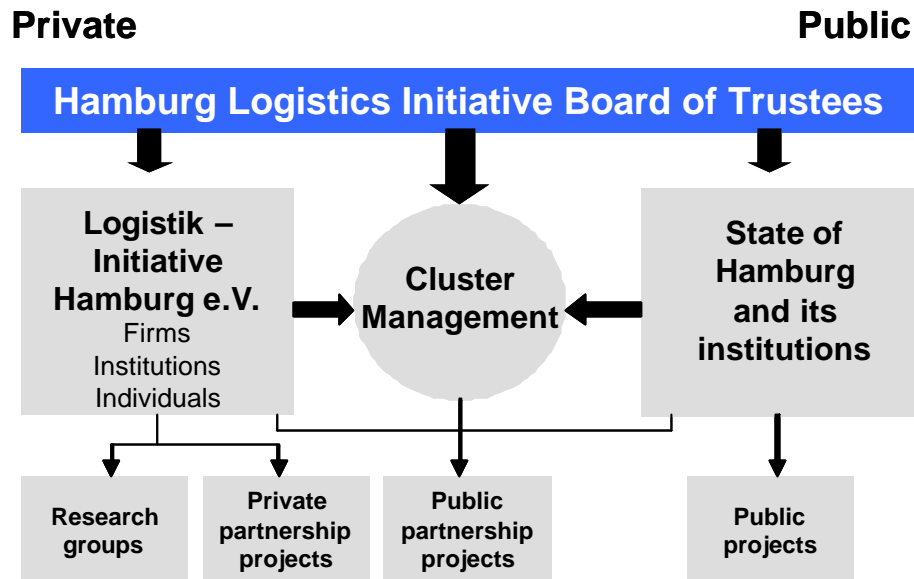 Private
Public
Hamburg Logistics Initiative Board of Trustees
Logistik –
Initiative
Hamburg e.V.
Firms
Institutions
Individuals
Cluster
Management
State of
Hamburg
and its
institutions
Research
groups
Private
partnership
projects
Public
partnership
projects
Public
projects